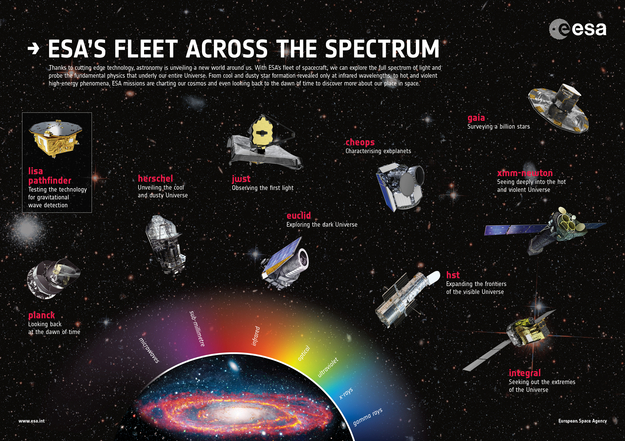 esa
→ ESA'S FLEET ACROSS THE SPECTRUM
Thanks to cutting edge technology, astronomy is unveiling a new world around us. With ESA's fleet of spacecraft, we can explore the full spectrum of light and
probe the fundamental physics that underly our entire Universe. From cool and dusty star formation revealed only at infrared wavelengths, to hot and violent
high-energy phenomena, ESA missions are charting our cosmos and even looking back to the dawn of time to discover more about our place in space.
gaia
Surveying a billion stars
cheops
Characterising exoplanets
lisa
pathfinder
Testing the technology
for gravitational
wave detection
herschel
Unveiling the cool
and dusty Universe
jwst
Observing the first light
xmm-newton
Seeing deeply into the hot
and violent Universe
euclid
Exploring the dark Universe
hst
Expanding the frontiers
of the visible Universe
planck
Looking back
at the dawn of time
integral
Seeking out the extremes
of the Universe
microwaves
sub-millimetre
infrared
optical
ultraviolet
x-rays
gamma rays
www.esa.int
European Space Agency